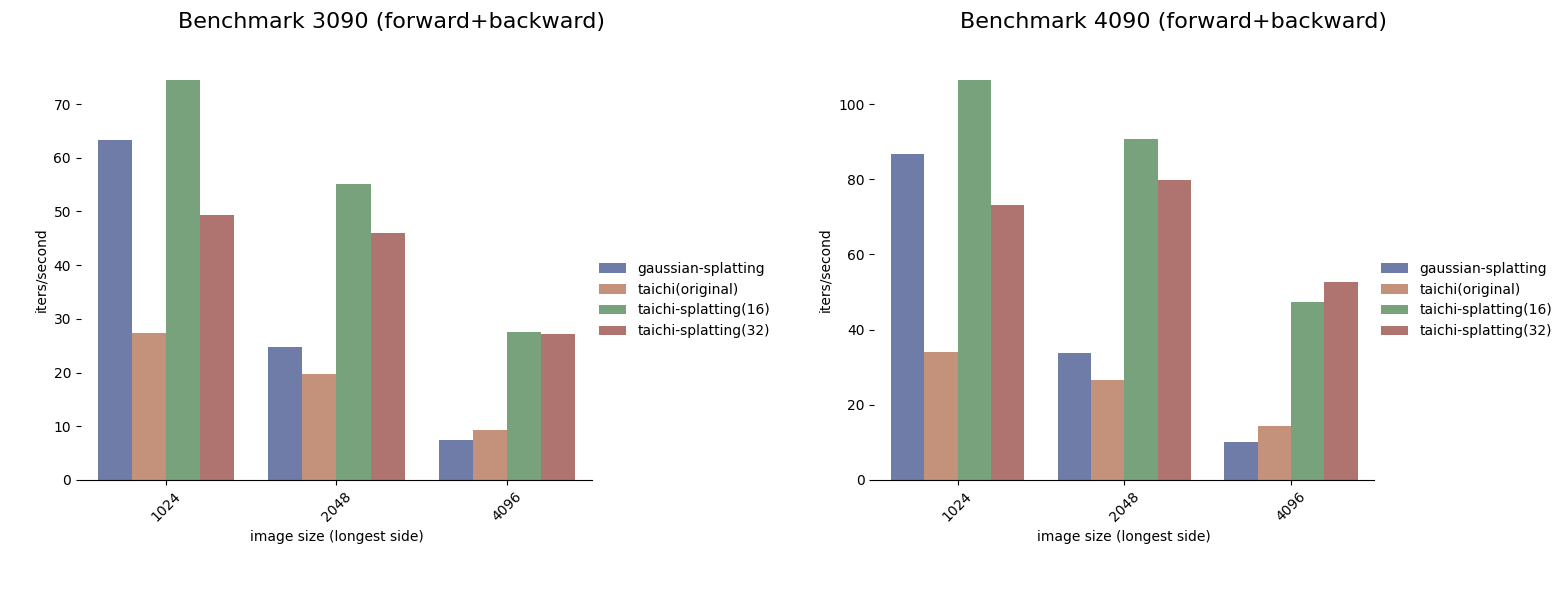 Benchmark 3090 (forward+backward)
70
60
50
40
30
20
10
0
iters/second
1024
2048
4096
image size (longest side)
gaussian-splatting
taichi(original)
taichi-splatting(16)
taichi-splatting(32)
Benchmark 4090 (forward+backward)
100
80
60
40
20
0
iters/second
1024
2048
4096
image size (longest side)
gaussian-splatting
taichi(original)
taichi-splatting(16)
taichi-splatting(32)